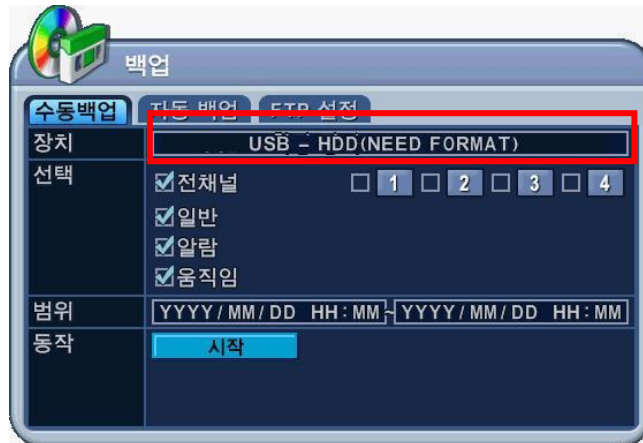 백업
수동백업 자동 백업 FTP 설정
장치 USB – HDD(NEED FORMAT)
선택 전채널 1 2 3 4
일반
알람
움직임
범위 YYYY/MM/DD HH:MM~YYYY/MM/DD HH:MM
동작 시작